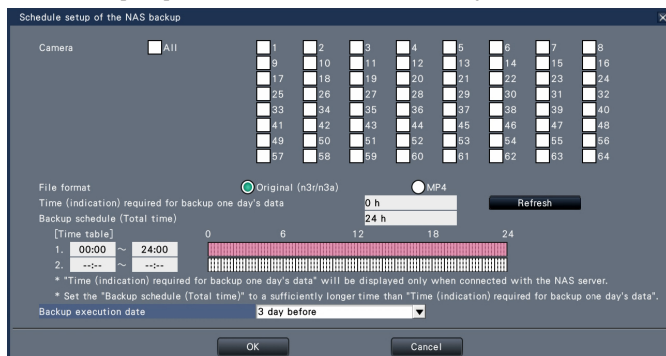 Schedule setup of the NAS backup
Camera All 1 2 3 4 5 6 7 8
9 10 11 12 13 14 15 16
17 18 19 20 21 22 23 24
25 26 27 28 29 30 31 32
33 34 35 36 37 38 39 40
41 42 43 44 45 46 47 48
49 50 51 52 53 54 55 56
57 58 59 60 61 62 63 64
File format Original (n3r/n3a) MP4
Time (indication) required for backup one day's data 0 h Refresh
Backup schedule (Total time) 24 h
[Time table] 0 6 12 18 24
1. 00:00 ~ 24:00
2. --:-- ~ --:--
* "Time (indication) required for backup one day's data" will be displayed only when connected with the NAS server.
* Set the "Backup schedule (Total time)" to a sufficiently longer time than "Time (indication) required for backup one day's data".
Backup execution date 3 day before
OK Cancel